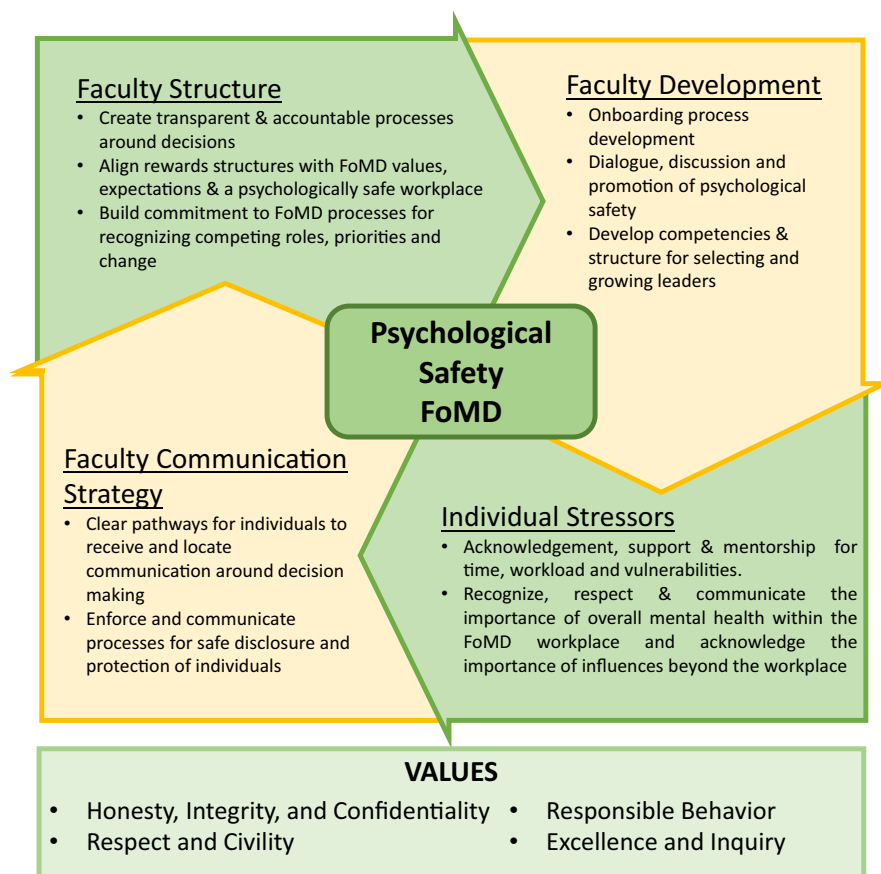 Faculty Structure
• Create transparent & accountable processes
around decisions
• Align rewards structures with FoMD values,
expectations & a psychologically safe workplace
• Build commitment to FoMD processes for
recognizing competing roles, priorities and
change
Faculty Development
• Onboarding process
development
• Dialogue, discussion and
promotion of psychological
safety
• Develop competencies &
structure for selecting and
growing leaders
Psychological
Safety
FoMD
Faculty Communication
Strategy
• Clear pathways for individuals to
receive and locate
communication around decision
making
• Enforce and communicate
processes for safe disclosure and
protection of individuals
Individual Stressors
• Acknowledgement, support & mentorship for
time, workload and vulnerabilities.
• Recognize, respect & communicate the
importance of overall mental health within the
FoMD workplace and acknowledge the
importance of influences beyond the workplace
VALUES
• Honesty, Integrity, and Confidentiality
• Respect and Civility
• Responsible Behavior
• Excellence and Inquiry